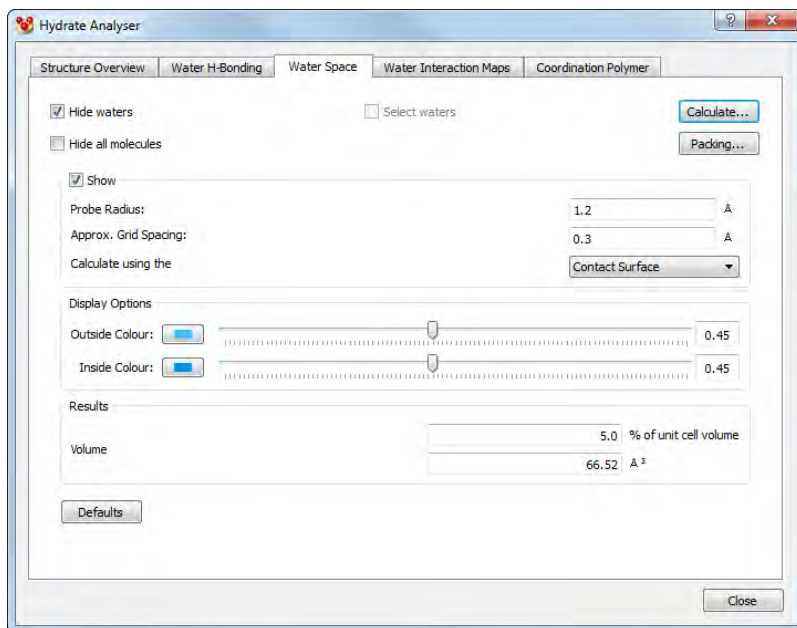 Hydrate Analyser
Structure Overview Water H-Bonding Water Space Water Interaction Maps Coordination Polymer
Hide waters Select waters Calculate...
Hide all molecules Packing...
Show
Probe Radius: 1.2 Å
Approx. Grid Spacing: 0.3 Å
Calculate using the Contact Surface
Display Options
Outside Colour: 0.45
Inside Colour: 0.45
Results
Volume 5.0 % of unit cell volume
66.52 Å ³
Defaults
Close